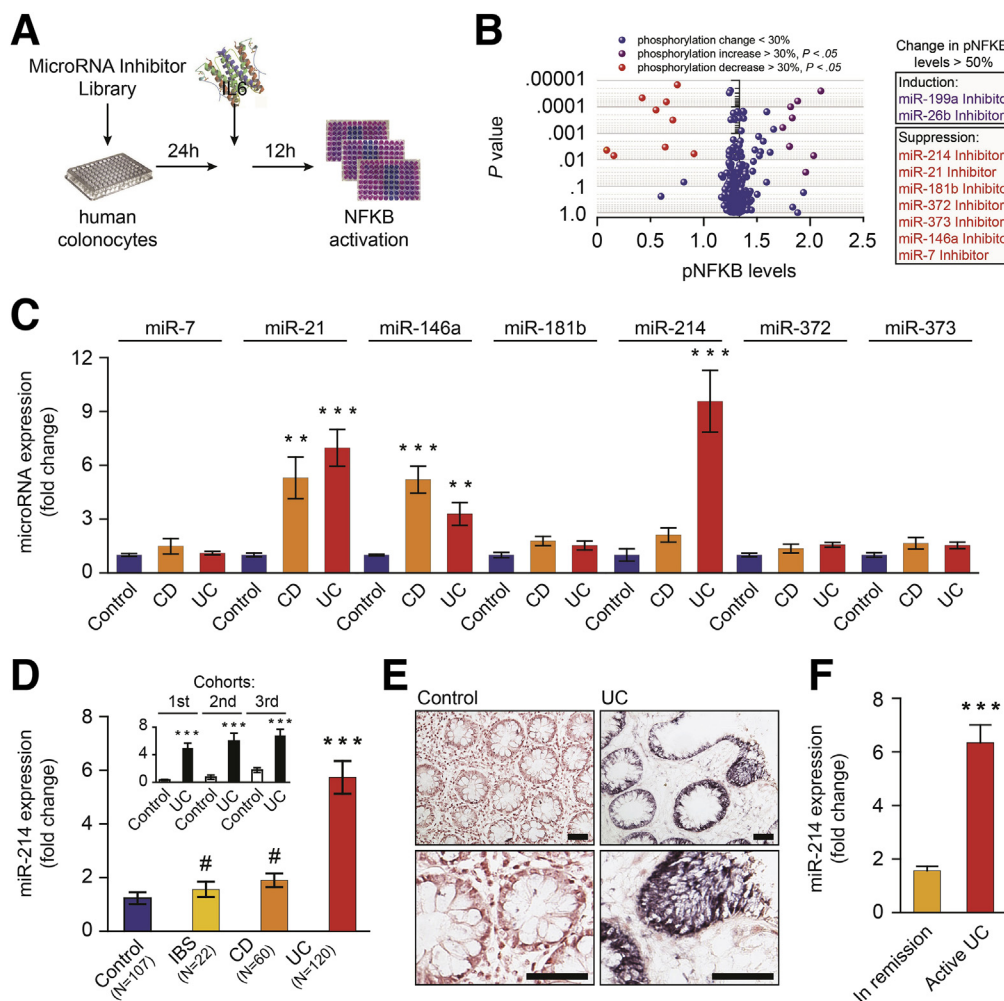 A
MicroRNA Inhibitor
Library
IL6
24h
12h
human
colonocytes
NFKB
activation
B
phosphorylation change < 30%
phosphorylation increase > 30%, P < .05
phosphorylation decrease > 30%, P < .05
P value
.00001
.0001
.001
.01
.1
1.0
0
0.5
1.0
1.5
2.0
2.5
pNFKB levels
Change in pNFKB
levels > 50%
Induction:
miR-199a Inhibitor
miR-26b Inhibitor
Suppression:
miR-214 Inhibitor
miR-21 Inhibitor
miR-181b Inhibitor
miR-372 Inhibitor
miR-373 Inhibitor
miR-146a Inhibitor
miR-7 Inhibitor
C
miR-7 miR-21 miR-146a miR-181b miR-214 miR-372 miR-373
microRNA expression
(fold change)
12
9
6
3
0
* *
* * *
* * *
* *
* * *
Control CD UC Control CD UC Control CD UC Control CD UC Control CD UC Control CD UC Control CD UC
D
miR-214 expression
(fold change)
8
6
4
2
0
Cohorts:
1st 2nd 3rd
8
4
0
*** *** ***
Control UC Control UC Control UC
#
#
***
Control IBS CD UC
(N=107) (N=22) (N=60) (N=120)
E
Control UC
F
miR-214 expression
(fold change)
8
6
4
2
0
***
In remission Active UC